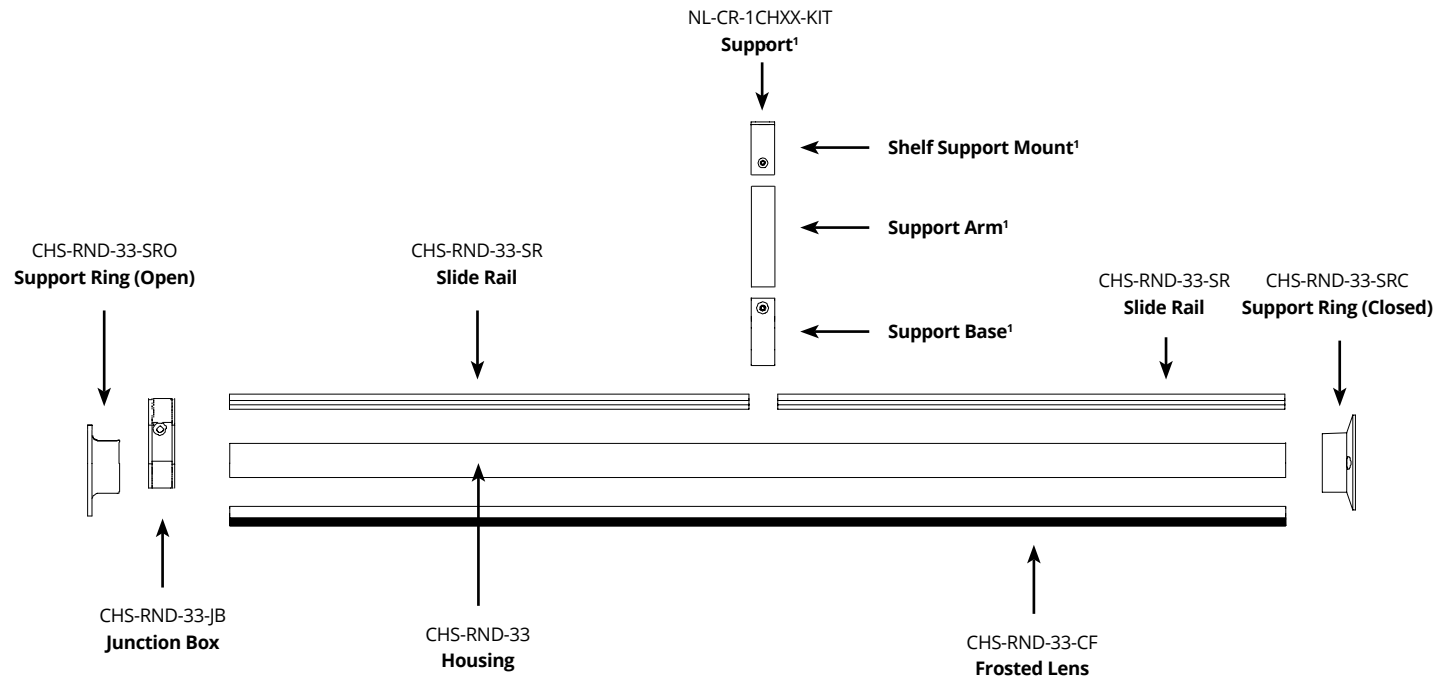 NL-CR-1CHXX-KIT
Support¹
Shelf Support Mount¹
Support Arm¹
CHS-RND-33-SRO
Support Ring (Open)
CHS-RND-33-SR
Slide Rail
CHS-RND-33-SR
Slide Rail
CHS-RND-33-SRC
Support Ring (Closed)
Support Base¹
CHS-RND-33-JB
Junction Box
CHS-RND-33
Housing
CHS-RND-33-CF
Frosted Lens